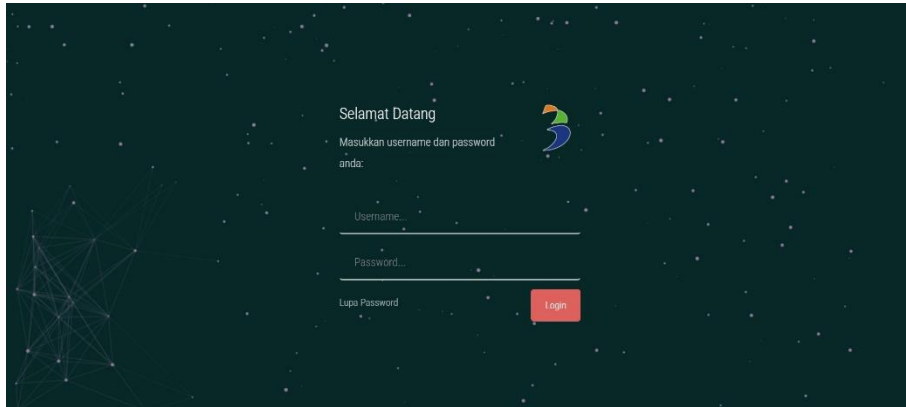 Selamat Datang
Masukkan username dan password
anda:
Username...
Password...
Lupa Password
Login